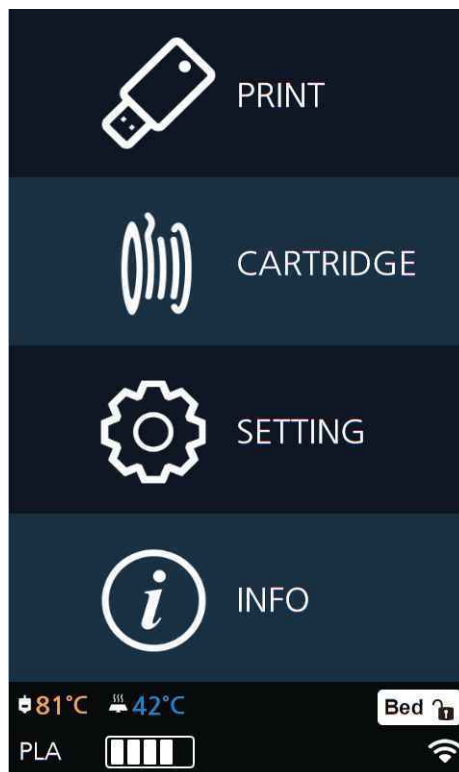 PRINT
CARTRIDGE
SETTING
INFO
81°C 42°C Bed
PLA